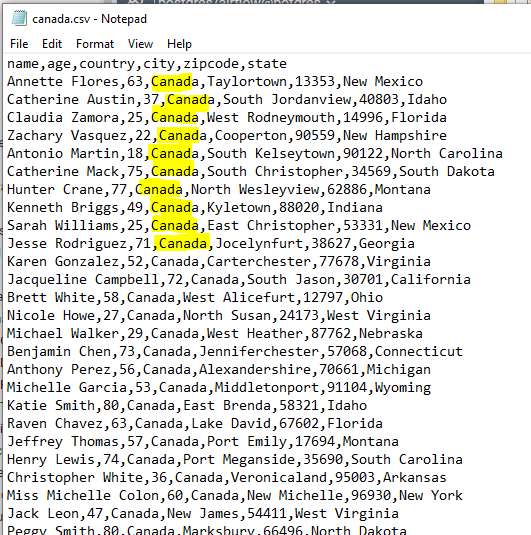 canada.csv - Notepad
File Edit Format View Help
name,age,country,city,zipcode,state
Annette Flores,63,Canada,Taylortown,13353,New Mexico
Catherine Austin,37,Canada,South Jordanview,40803,Idaho
Claudia Zamora,25,Canada,West Rodneymouth,14996,Florida
Zachary Vasquez,22,Canada,Cooperton,90559,New Hampshire
Antonio Martin,18,Canada,South Kelseytown,90122,North Carolina
Catherine Mack,75,Canada,South Christopher,34569,South Dakota
Hunter Crane,77,Canada,North Wesleyview,62886,Montana
Kenneth Briggs,49,Canada,Kyletown,88020,Indiana
Sarah Williams,25,Canada,East Christopher,53331,New Mexico
Jesse Rodriguez,71,Canada,Jocelynfurt,38627,Georgia
Karen Gonzalez,52,Canada,Carterchester,77678,Virginia
Jacqueline Campbell,72,Canada,South Jason,30701,California
Brett White,58,Canada,West Alicefurt,12797,Ohio
Nicole Howe,27,Canada,North Susan,24173,West Virginia
Michael Walker,29,Canada,West Heather,87762,Nebraska
Benjamin Chen,73,Canada,Jenniferchester,57068,Connecticut
Anthony Perez,56,Canada,Alexandershire,70661,Michigan
Michelle Garcia,53,Canada,Middletonport,91104,Wyoming
Katie Smith,80,Canada,East Brenda,58321,Idaho
Raven Chavez,63,Canada,Lake David,67602,Florida
Jeffrey Thomas,57,Canada,Port Emily,17694,Montana
Henry Lewis,74,Canada,Port Meganside,35690,South Carolina
Christopher White,36,Canada,Veronicaland,95003,Arkansas
Miss Michelle Colon,60,Canada,New Michelle,96930,New York
Jack Leon,47,Canada,New James,54411,West Virginia
Peggy Smith,80,Canada,Marksbury,66496,North Dakota